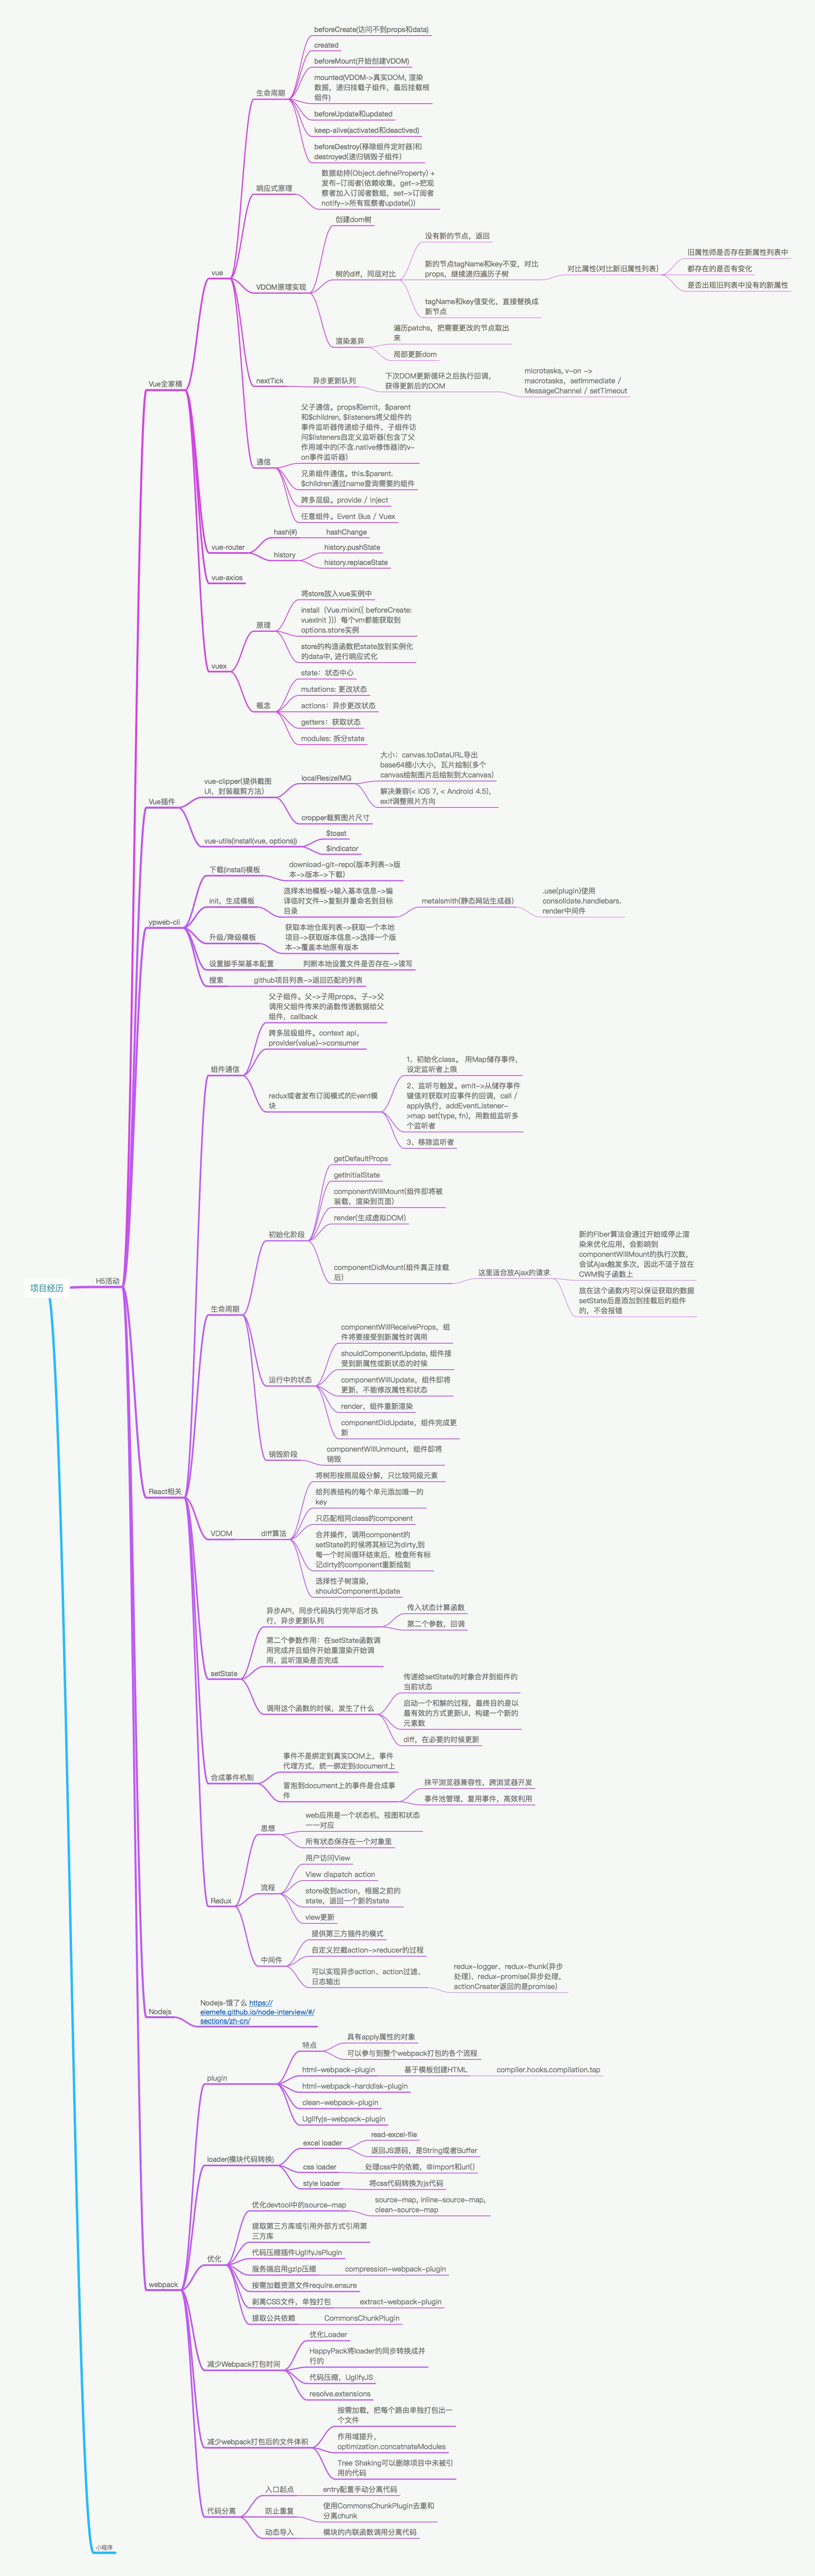 beforeCreate(访问不到props和data)
created
beforeMount(开始创建VDOM)
生命周期
mounted(VDOM->真实DOM, 渲染
数据，递归挂载子组件，最后挂载根
组件)
beforeUpdate和updated
keep-alive(activated和deactived)
beforeDestroy(移除组件定时器)和
destroyed(递归销毁子组件)
响应式原理
数据劫持(Object.defineProperty) +
发布-订阅者(依赖收集，get->把观
察者加入订阅者数组，set->订阅者
notify->所有观察者update())
vue
创建dom树
VDOM原理实现
树的diff，同层对比
没有新的节点，返回
新的节点tagName和key不变，对比
props，继续递归遍历子树
对比属性(对比新旧属性列表)
旧属性师是否存在新属性列表中
都存在的是否有变化
是否出现旧列表中没有的新属性
tagName和key值变化，直接替换成
新节点
渲染差异
遍历patchs，把需要更改的节点取出
来
局部更新dom
Vue全家桶
nextTick
异步更新队列
下次DOM更新循环之后执行回调，
获得更新后的DOM
microtasks, v-on ->
macrotasks，setImmediate /
MessageChannel / setTimeout
通信
父子通信。props和emit，$parent
和$children, $listeners将父组件的
事件监听器传递给子组件，子组件访
问$listeners自定义监听器(包含了父
作用域中的(不含.native修饰器)的v-
on事件监听器)
兄弟组件通信。this.$parent.
$children通过name查询需要的组件
跨多层级。provide / inject
任意组件。Event Bus / Vuex
vue-router
hash(#)
hashChange
history
history.pushState
history.replaceState
vue-axios
vuex
原理
将store放入vue实例中
install（Vue.mixin({ beforeCreate:
vuexInit })）每个vm都能获取到
options.store实例
store的构造函数把state放到实例化
的data中, 进行响应式化
概念
state：状态中心
mutations: 更改状态
actions：异步更改状态
getters：获取状态
modules: 拆分state
Vue插件
vue-clipper(提供截图
UI，封装裁剪方法)
localResizeIMG
大小：canvas.toDataURL导出
base64缩小大小，瓦片绘制(多个
canvas绘制图片后绘制到大canvas)
解决兼容(< IOS 7, < Android 4.5),
exif调整照片方向
cropper裁剪图片尺寸
vue-utils(install(vue, options))
$toast
$indicator
ypweb-cli
下载(install)模板
download-git-repo(版本列表->版
本->版本->下载)
init，生成模板
选择本地模板->输入基本信息->编
译临时文件->复制并重命名到目标
目录
metalsmith(静态网站生成器)
.use(plugin)使用
consolidate.handlebars.
render中间件
升级/降级模板
获取本地仓库列表->获取一个本地
项目->获取版本信息->选择一个版
本->覆盖本地原有版本
设置脚手架基本配置
判断本地设置文件是否存在->读写
搜索
github项目列表->返回匹配的列表
项目经历
H5活动
React相关
组件通信
父子组件。父->子用props，子->父
调用父组件传来的函数传递数据给父
组件，callback
跨多层级组件。context api，
provider(value)->consumer
redux或者发布订阅模式的Event模
块
1、初始化class。 用Map储存事件,
设定监听者上限
2、监听与触发。emit->从储存事件
键值对获取对应事件的回调，call /
apply执行，addEventListener-
>map set(type, fn)，用数组监听多
个监听者
3、移除监听者
生命周期
初始化阶段
getDefaultProps
getInitialState
componentWillMount(组件即将被
装载，渲染到页面)
render(生成虚拟DOM)
componentDidMount(组件真正挂载
后)
这里适合放Ajax的请求
新的Fiber算法会通过开始或停止渲
染来优化应用，会影响到
componentWillMount的执行次数,
会试Ajax触发多次，因此不适于放在
CWM钩子函数上
放在这个函数内可以保证获取的数据
setState后是添加到挂载后的组件
的，不会报错
运行中的状态
componentWillReceiveProps，组
件将要接受到新属性时调用
shouldComponentUpdate, 组件接
受到新属性或新状态的时候
componentWillUpdate，组件即将
更新，不能修改属性和状态
render，组件重新渲染
componentDidUpdate，组件完成更
新
销毁阶段
componentWillUnmount，组件即将
销毁
VDOM
diff算法
将树形按照层级分解，只比较同级元素
给列表结构的每个单元添加唯一的
key
只匹配相同class的component
合并操作，调用component的
setState的时候将其标记为dirty,到
每一个时间循环结束后，检查所有标
记dirty的component重新绘制
选择性子树渲染,
shouldComponentUpdate
setState
异步API，同步代码执行完毕后才执
行，异步更新队列
传入状态计算函数
第二个参数，回调
第二个参数作用：在setState函数调
用完成并且组件开始重渲染开始调
用，监听渲染是否完成
调用这个函数的时候，发生了什么
传递给setState的对象合并到组件的
当前状态
启动一个和解的过程，最终目的是以
最有效的方式更新UI，构建一个新的
元素数
diff，在必要的时候更新
合成事件机制
事件不是绑定到真实DOM上，事件
代理方式，统一绑定到document上
冒泡到document上的事件是合成事
件
抹平浏览器兼容性，跨浏览器开发
事件池管理，复用事件，高效利用
Redux
思想
web应用是一个状态机，视图和状态
一一对应
所有状态保存在一个对象里
流程
用户访问View
View dispatch action
store收到action，根据之前的
state，返回一个新的state
view更新
中间件
提供第三方插件的模式
自定义拦截action->reducer的过程
可以实现异步action、action过滤、
日志输出
redux-logger、redux-thunk(异步
处理)、redux-promise(异步处理,
actionCreater返回的是promise)
Nodejs
Nodejs-饿了么 https://
elemefe.github.io/node-interview/#/
sections/zh-cn/
webpack
plugin
特点
具有apply属性的对象
可以参与到整个webpack打包的各个流程
html-webpack-plugin
基于模板创建HTML
compiler.hooks.compilation.tap
html-webpack-harddisk-plugin
clean-webpack-plugin
Uglifyjs-webpack-plugin
loader(模块代码转换)
excel loader
read-excel-file
返回JS源码，是String或者Buffer
css loader
处理css中的依赖，@import和url()
style loader
将css代码转换为js代码
优化
优化devtool中的source-map
source-map, inline-source-map,
clean-source-map
提取第三方库或引用外部方式引用第
三方库
代码压缩插件UglifyJsPlugin
服务端启用gzip压缩
compression-webpack-plugin
按需加载资源文件require.ensure
剥离CSS文件，单独打包
extract-webpack-plugin
提取公共依赖
CommonsChunkPlugin
减少Webpack打包时间
优化Loader
HappyPack将loader的同步转换成并
行的
代码压缩，UglifyJS
resolve.extensions
减少webpack打包后的文件体积
按需加载，把每个路由单独打包出一
个文件
作用域提升,
optimization.concatnateModules
Tree Shaking可以删除项目中未被引
用的代码
代码分离
入口起点
entry配置手动分离代码
防止重复
使用CommonsChunkPlugin去重和
分离chunk
动态导入
模块的内联函数调用分离代码
小程序